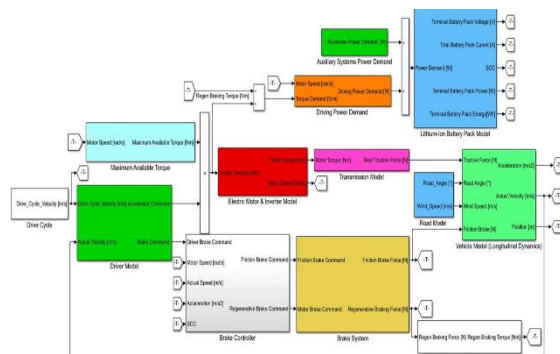 Terminal Battery Pack Voltage [V]
Auxiliary Power Demand [W]
Total Battery Pack Current [A]
Auxiliary Systems Power Demand
Power Demand [W]
SOC
Motor Speed [rad/s]
Driving Power Demand [W]
Terminal Battery Pack Power [W]
Regen Braking Torque [Nm]
Torque Demand [Nm]
Driving Power Demand
Terminal Battery Pack Energy[Wh]
Lithium-Ion Battery Pack Model
Motor Speed [rad/s]
Maximum Available Torque [Nm]
Maximum Available Torque
Motor Torque [Nm]
Motor Torque [Nm]
Rear Tractive Force [N]
Tractive Force[N]
Acceleration [m/s2]
Motor Speed [rad/s]
Transmission Model
Electric Motor & Inverter Model
Road_Angle [°]
Road Angle [°]
Actual Velocity [m/s]
Wind_Speed [m/s]
Wind Speed [m/s]
Road Model
Friction Brake [N]
Position [m]
Vehicle Model (Longitudinal Dynamics)
Drive_Cycle_Velocity [m/s]
Drive Cycle
Drive Cycle Velocity [m/s]
Accelerator Command
Actual Velocity [m/s]
Brake Command
Driver Model
Driver Brake Command
Motor Speed [rad/s]
Friction Brake Command
Friction Brake Command
Friction Brake Force [N]
Actual Speed [m/s]
Acceleration [m/s2]
Regenerative Brake Command
Motor Brake Command
Regenerative Braking Force [N]
SOC
Brake Controller
Brake System
Regen Braking Force [N]
Regen Braking Torque [Nm]